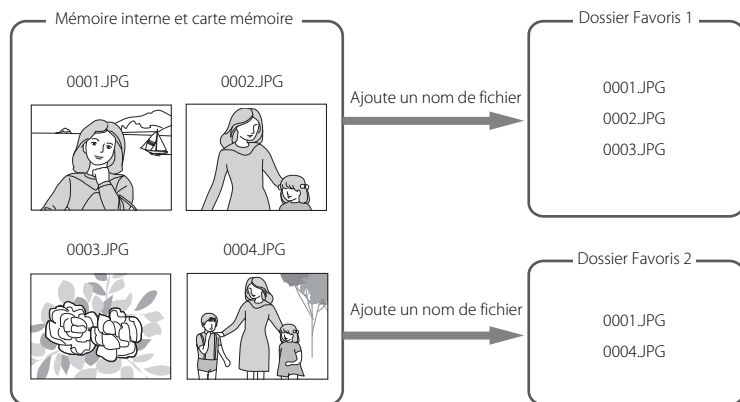 Mémoire interne et carte mémoire
0001.JPG
0002.JPG
0003.JPG
0004.JPG
Ajoute un nom de fichier
Dossier Favoris 1
0001.JPG
0002.JPG
0003.JPG
Ajoute un nom de fichier
Dossier Favoris 2
0001.JPG
0004.JPG